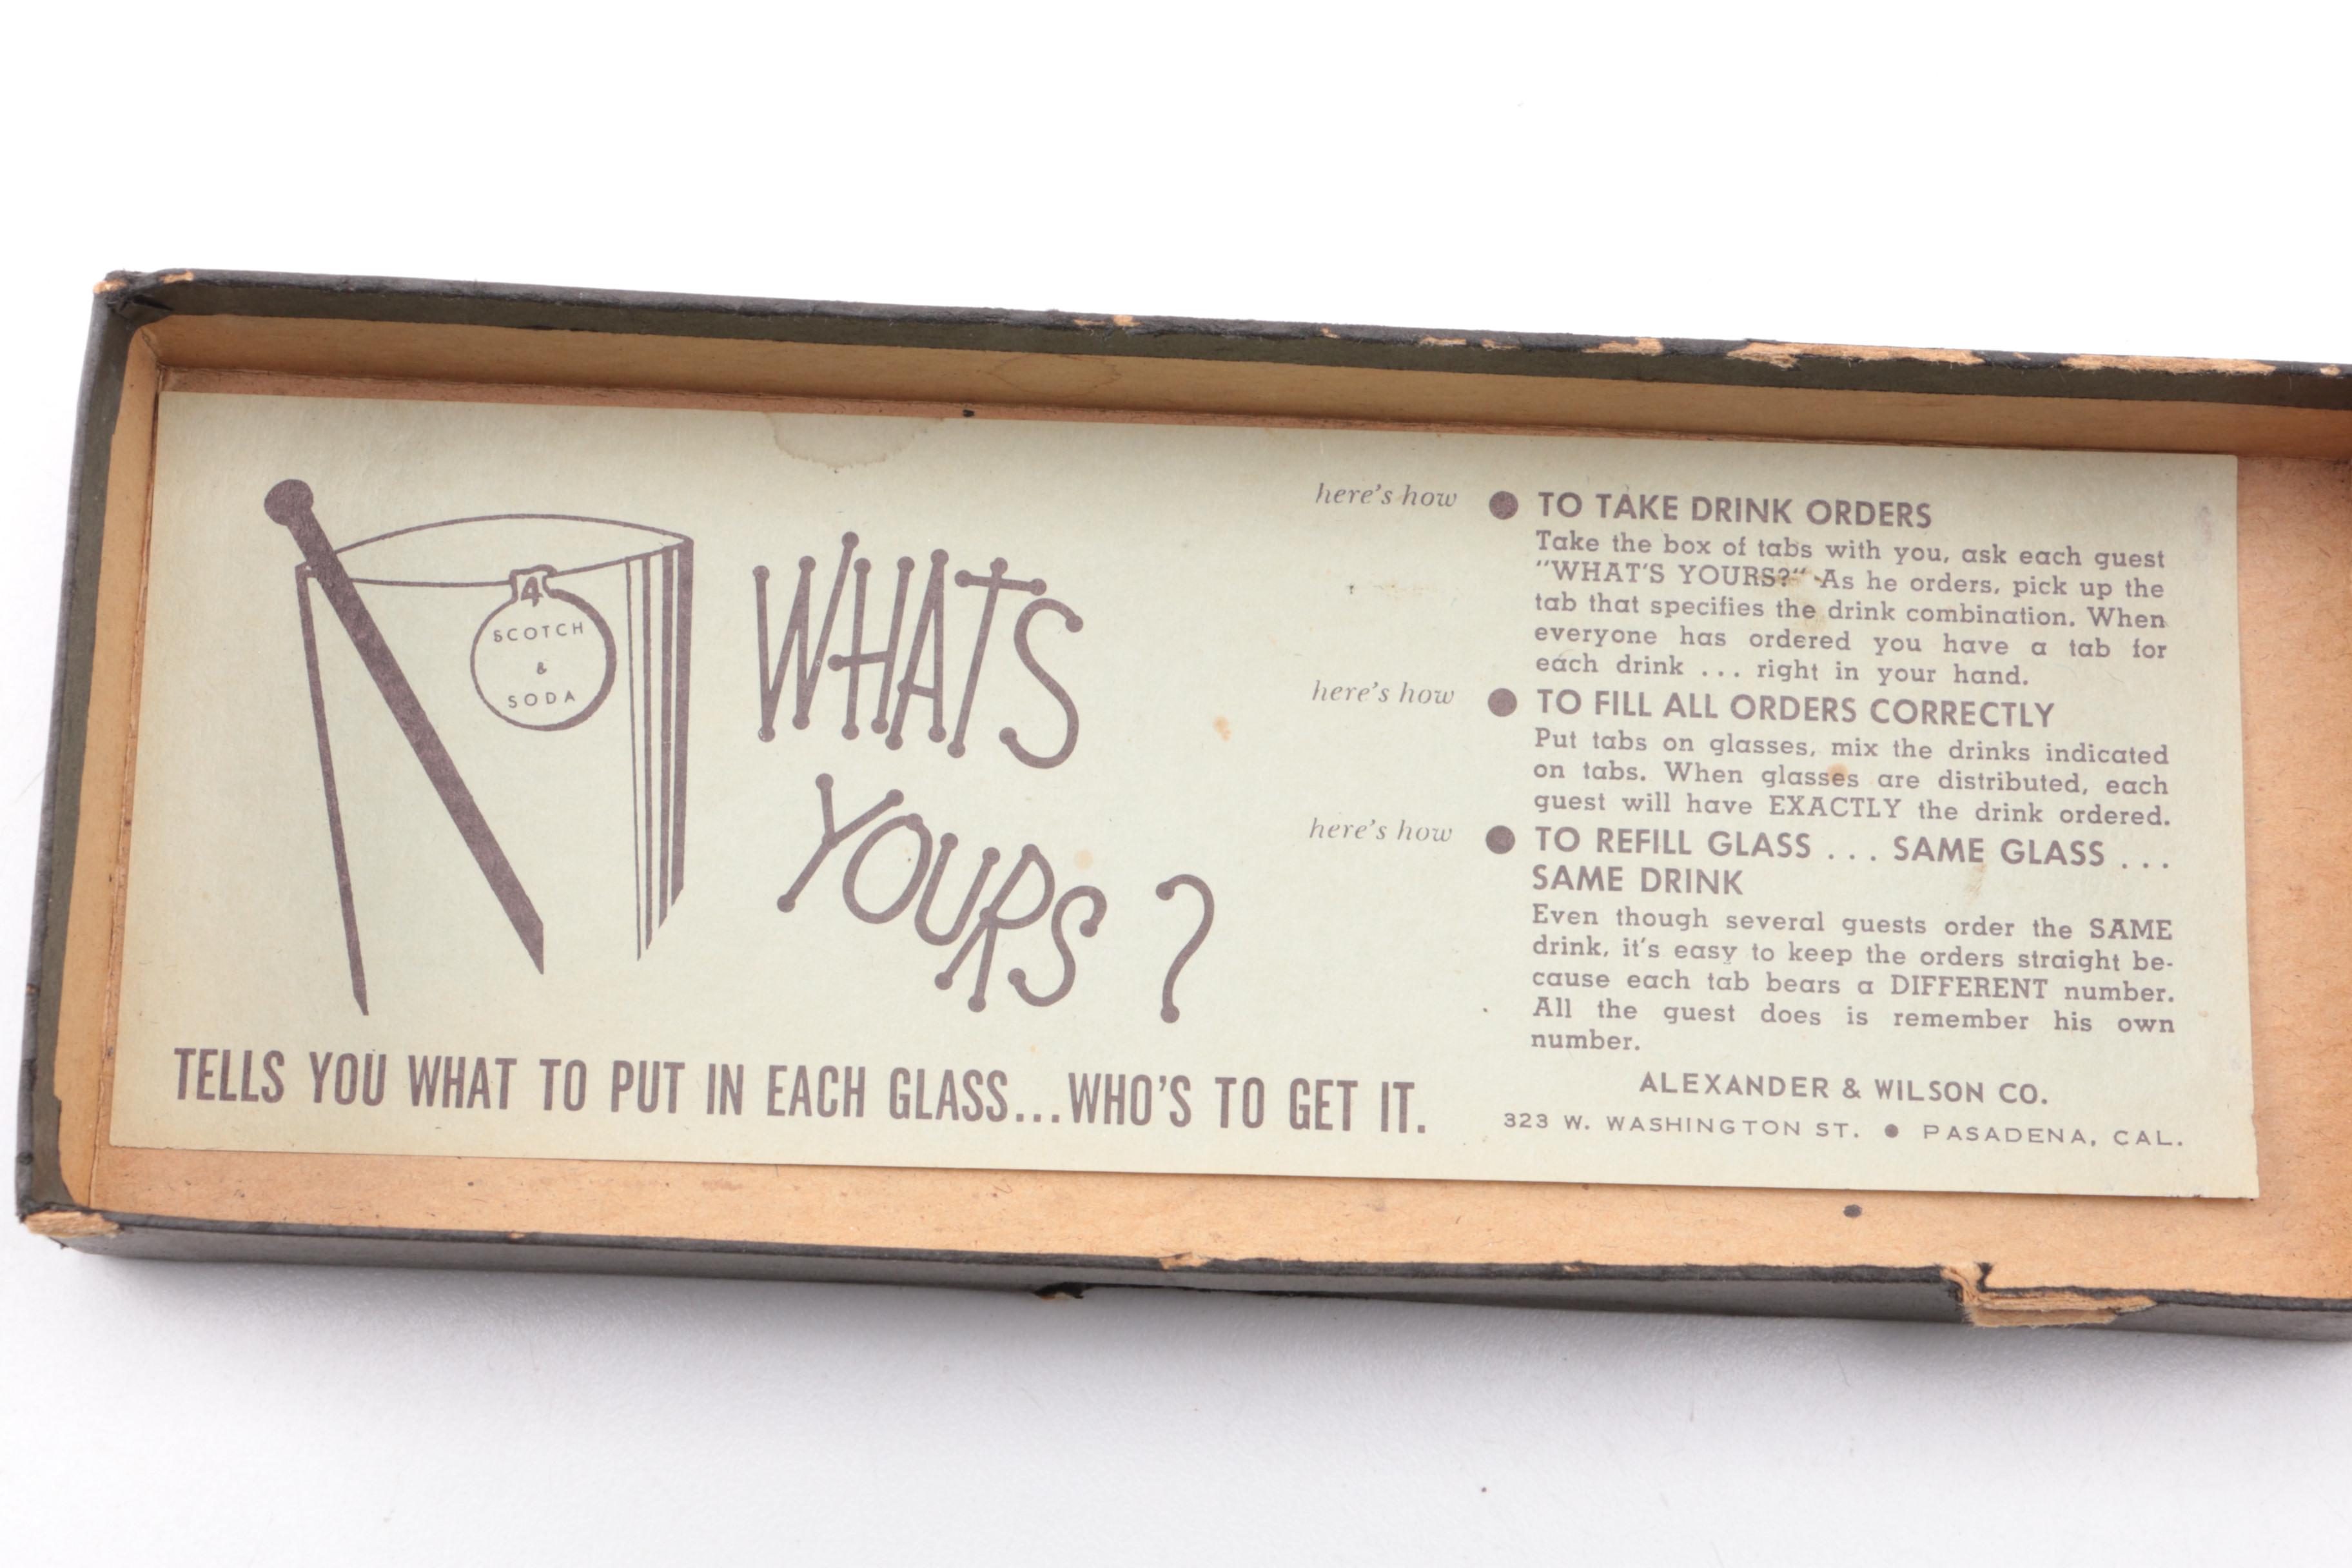 4
SCOTCH
&
SODA
WHAT'S
YOURS?
TELLS YOU WHAT TO PUT IN EACH GLASS...WHO'S TO GET IT.
here's how ● TO TAKE DRINK ORDERS
Take the box of tabs with you, ask each guest
"WHAT'S YOURS?" As he orders, pick up the
tab that specifies the drink combination. When
everyone has ordered you have a tab for
each drink ... right in your hand.
here's how ● TO FILL ALL ORDERS CORRECTLY
Put tabs on glasses, mix the drinks indicated
on tabs. When glasses are distributed, each
guest will have EXACTLY the drink ordered.
here's how ● TO REFILL GLASS ... SAME GLASS ...
SAME DRINK
Even though several guests order the SAME
drink, it's easy to keep the orders straight be-
cause each tab bears a DIFFERENT number.
All the guest does is remember his own
number.
ALEXANDER & WILSON CO.
323 W. WASHINGTON ST. ● PASADENA, CAL.